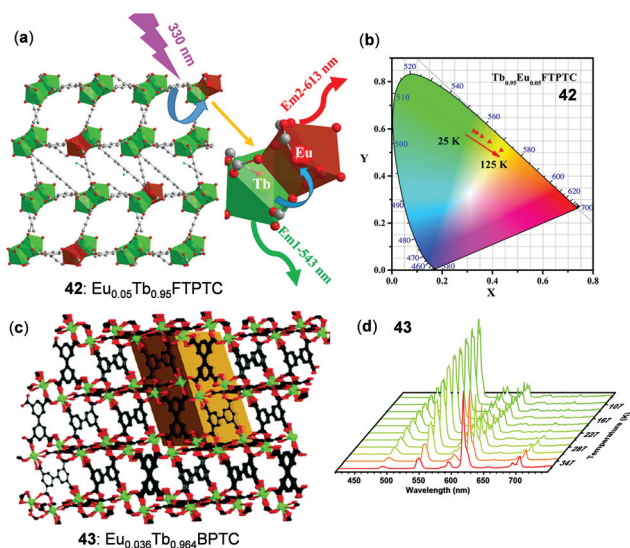 (a)
330 nm
Em2-613 nm
Eu
Tb
Em1-543 nm
42: Eu0.05Tb0.95FTPTC
(b)
Tb0.95Eu0.05FTPTC
42
25 K
125 K
520
510
540
560
500
580
600
620
700
490
480
470
460
380
0.8
0.6
0.4
0.2
0.0
Y
0.0 0.2 0.4 0.6 0.8
X
(c)
43: Eu0.036Tb0.964BPTC
(d)
43
107
167
227
287
347
Temperature (K)
450 500 550 600 650 700
Wavelength (nm)